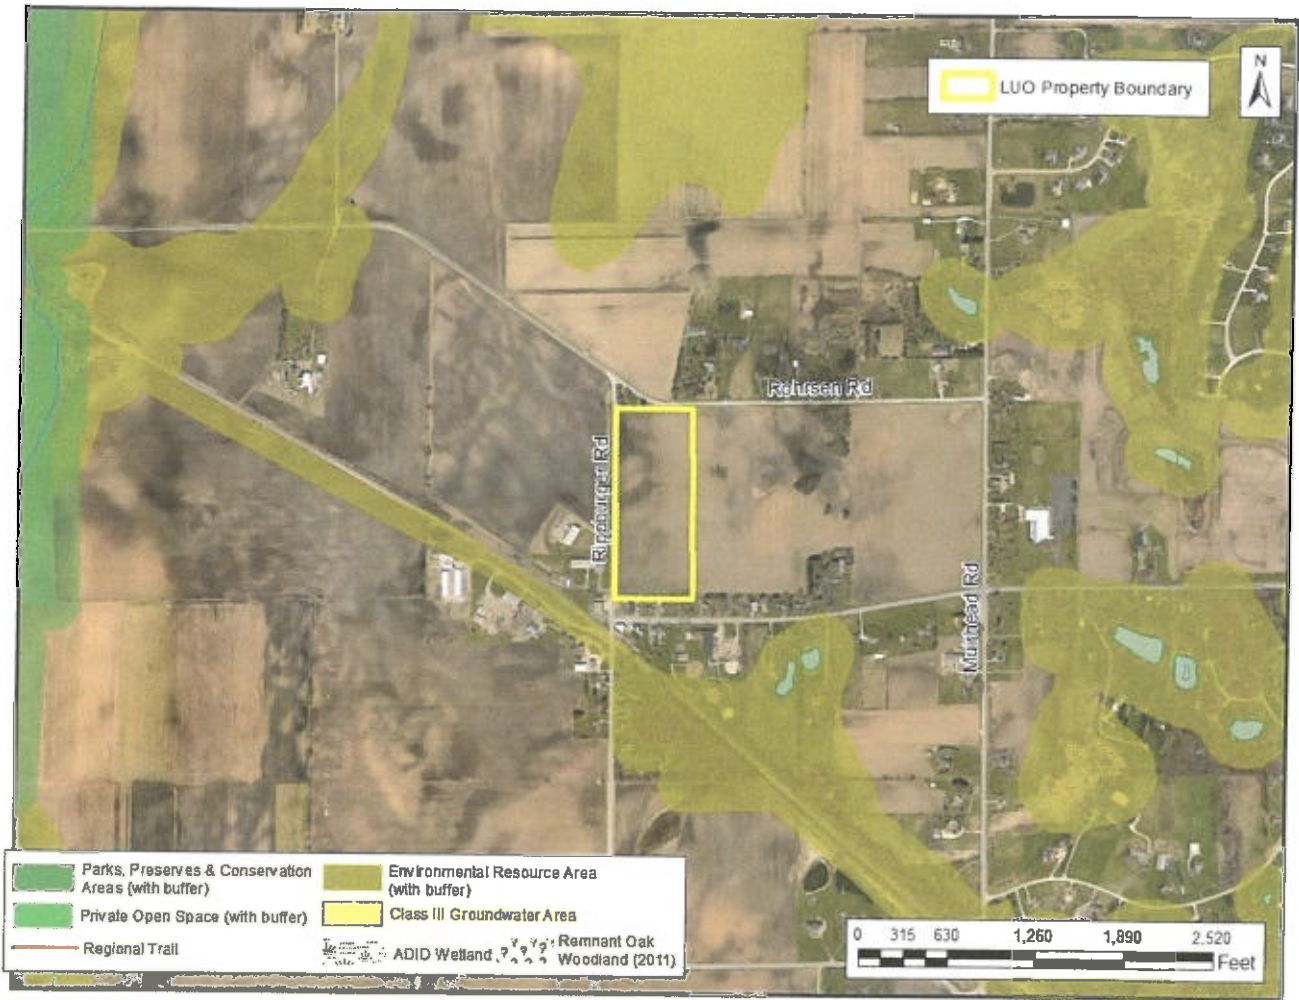 N
LUO Property Boundary
Rohrsen Rd
Ripaburger Rd
Muirhead Rd
Parks, Preserves & Conservation
Areas (with buffer)
Private Open Space (with buffer)
Regional Trail
Environmental Resource Area
(with buffer)
Class III Groundwater Area
ADID Wetland
Remnant Oak
Woodland (2011)
0 315 630 1,260 1,890 2,520
Feet